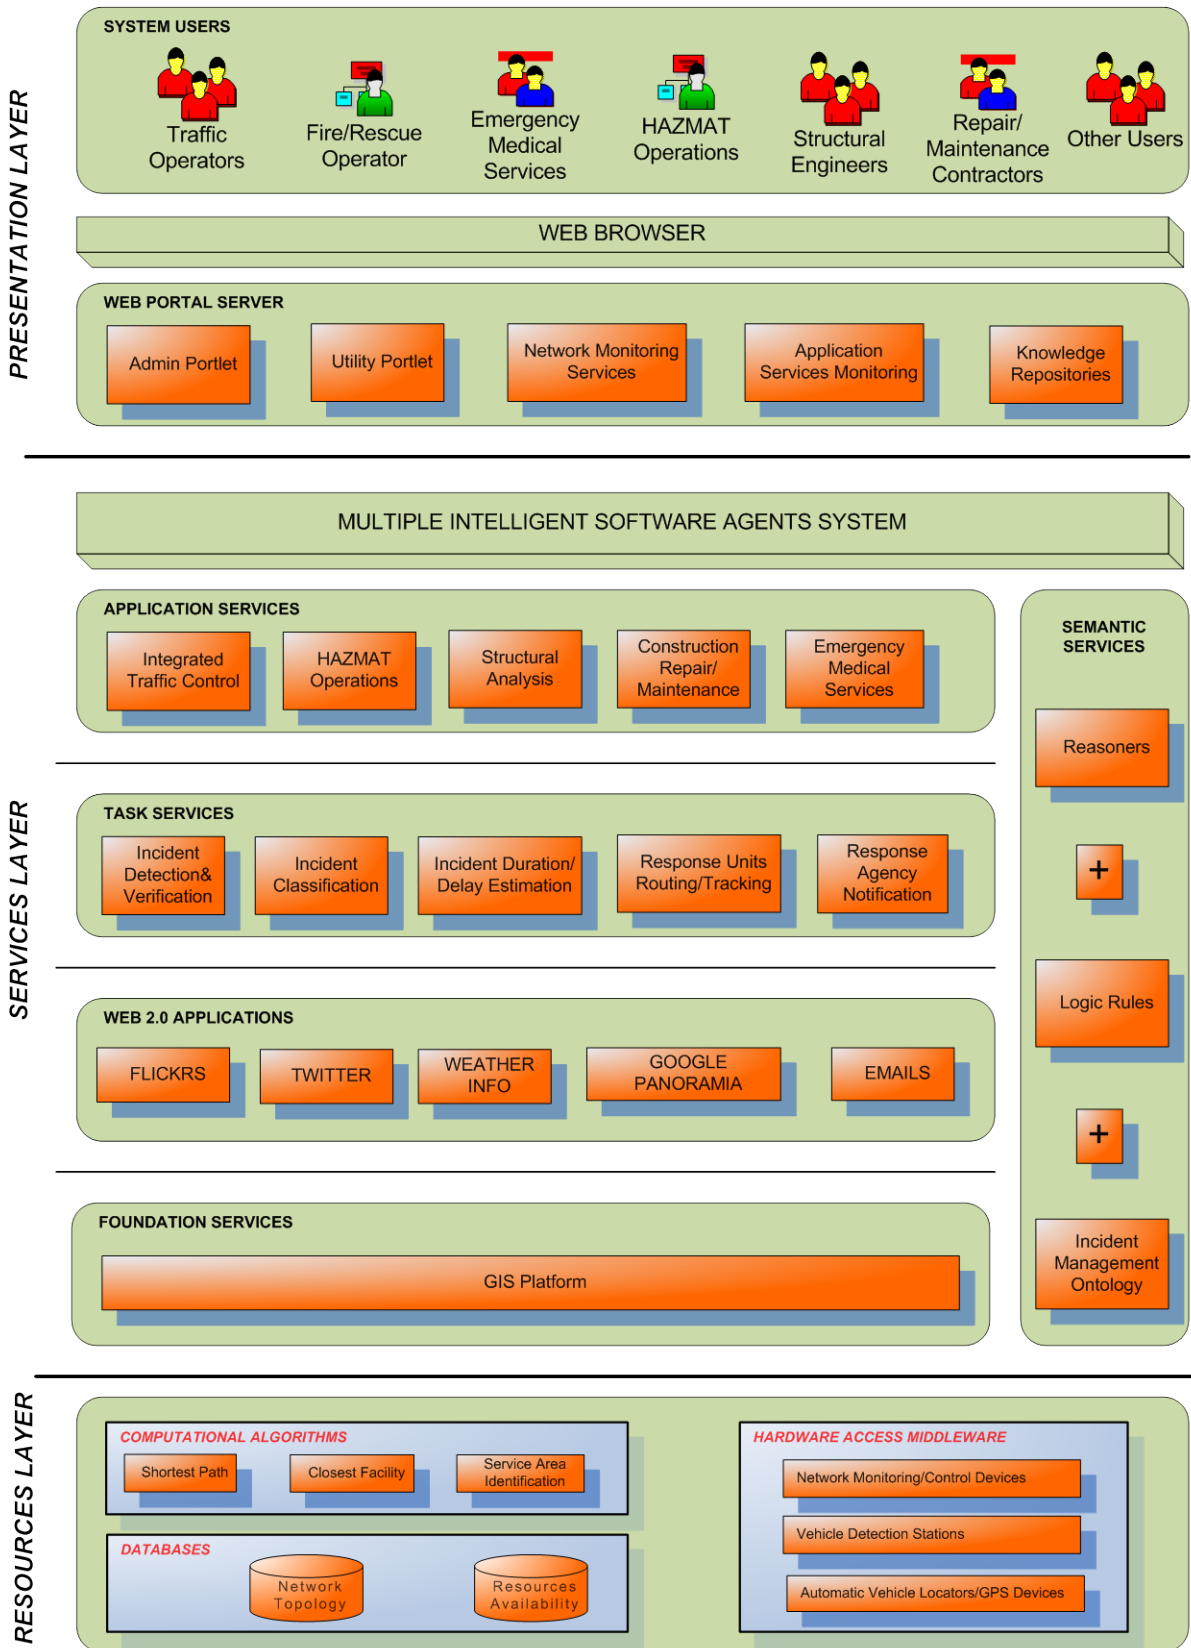 PRESENTATION LAYER
SYSTEM USERS
Traffic
Operators
Fire/Rescue
Operator
Emergency
Medical
Services
HAZMAT
Operations
Structural
Engineers
Repair/
Maintenance
Contractors
Other Users
WEB BROWSER
WEB PORTAL SERVER
Admin Portlet
Utility Portlet
Network Monitoring
Services
Application
Services Monitoring
Knowledge
Repositories
SERVICES LAYER
MULTIPLE INTELLIGENT SOFTWARE AGENTS SYSTEM
APPLICATION SERVICES
Integrated
Traffic Control
HAZMAT
Operations
Structural
Analysis
Construction
Repair/
Maintenance
Emergency
Medical
Services
TASK SERVICES
Incident
Detection&
Verification
Incident
Classification
Incident Duration/
Delay Estimation
Response Units
Routing/Tracking
Response
Agency
Notification
WEB 2.0 APPLICATIONS
FLICKRS
TWITTER
WEATHER
INFO
GOOGLE
PANORAMIA
EMAILS
FOUNDATION SERVICES
GIS Platform
SEMANTIC
SERVICES
Reasoners
+
Logic Rules
+
Incident
Management
Ontology
RESOURCES LAYER
COMPUTATIONAL ALGORITHMS
Shortest Path
Closest Facility
Service Area
Identification
DATABASES
Network
Topology
Resources
Availability
HARDWARE ACCESS MIDDLEWARE
Network Monitoring/Control Devices
Vehicle Detection Stations
Automatic Vehicle Locators/GPS Devices